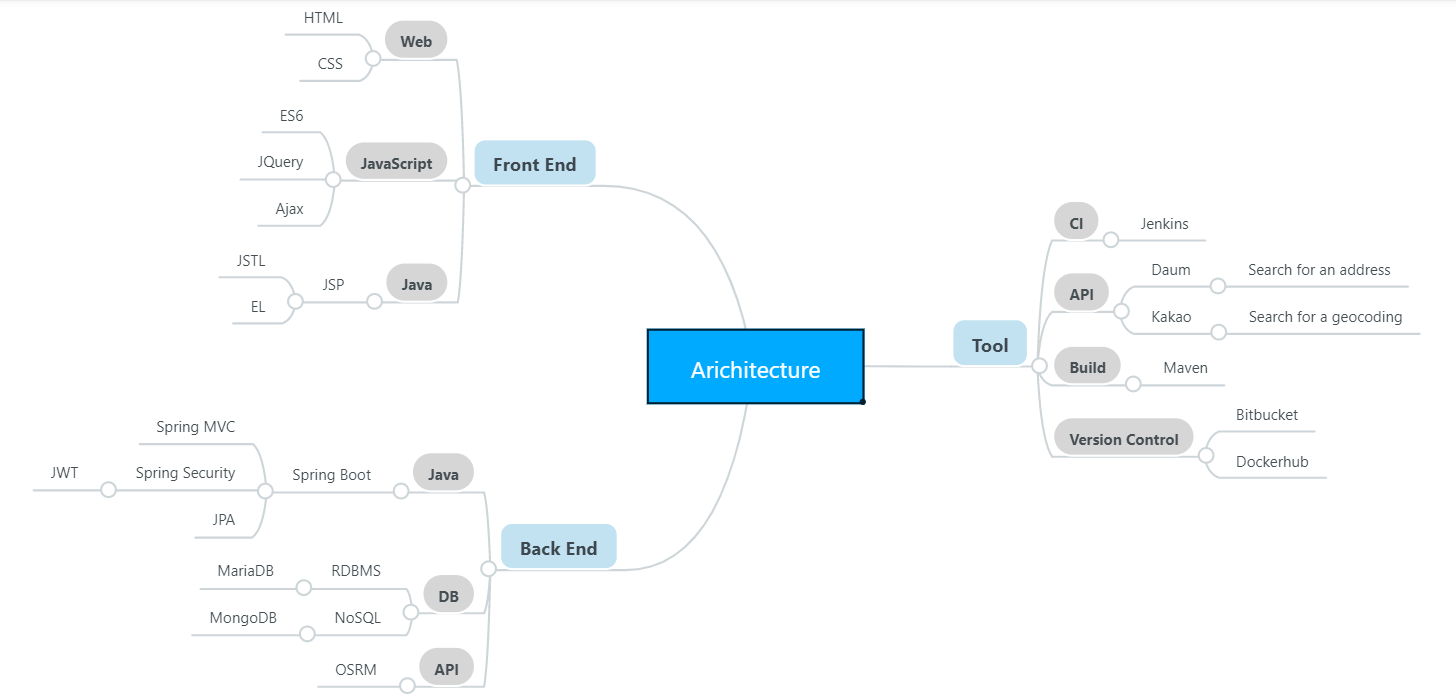 Arichitecture
Front End
Web
HTML
CSS
JavaScript
ES6
JQuery
Ajax
Java
JSP
JSTL
EL
Back End
Java
Spring Boot
Spring MVC
Spring Security
JWT
JPA
DB
RDBMS
MariaDB
NoSQL
MongoDB
API
OSRM
Tool
CI
Jenkins
API
Daum
Search for an address
Kakao
Search for a geocoding
Build
Maven
Version Control
Bitbucket
Dockerhub